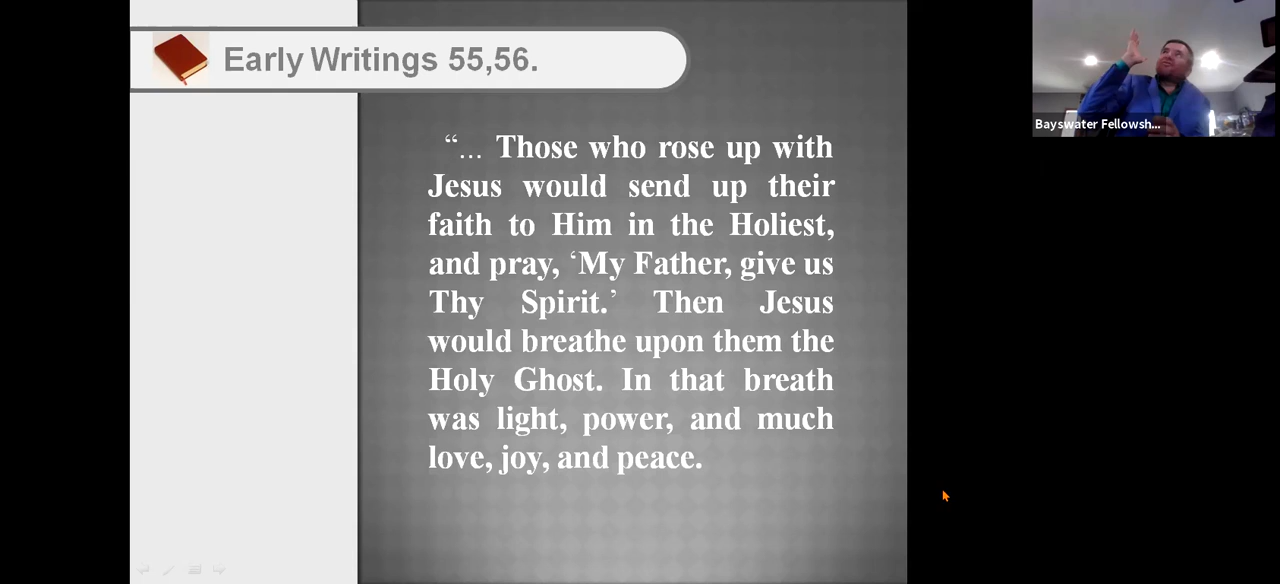 Early Writings 55,56.
“... Those who rose up with
Jesus would send up their
faith to Him in the Holiest,
and pray, ‘My Father, give us
Thy Spirit.’ Then Jesus
would breathe upon them the
Holy Ghost. In that breath
was light, power, and much
love, joy, and peace.
Bayswater Fellowsh...